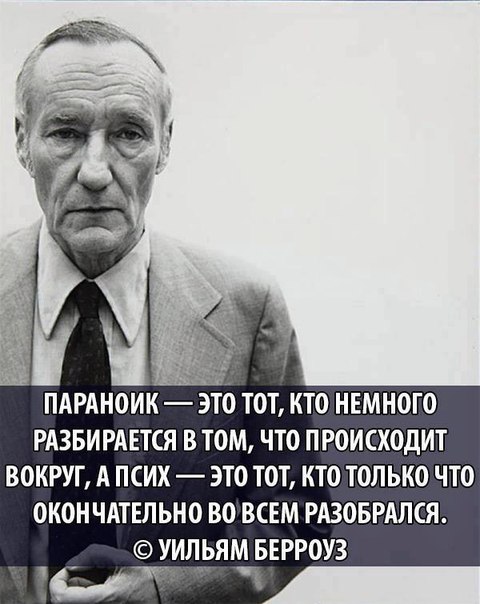 ПАРАНОИК — ЭТО ТОТ, КТО НЕМНОГО
РАЗБИРАЕТСЯ В ТОМ, ЧТО ПРОИСХОДИТ
ВОКРУГ, А ПСИХ — ЭТО ТОТ, КТО ТОЛЬКО ЧТО
ОКОНЧАТЕЛЬНО ВО ВСЕМ РАЗОБРАЛСЯ.
© УИЛЬЯМ БЕРРОУЗ